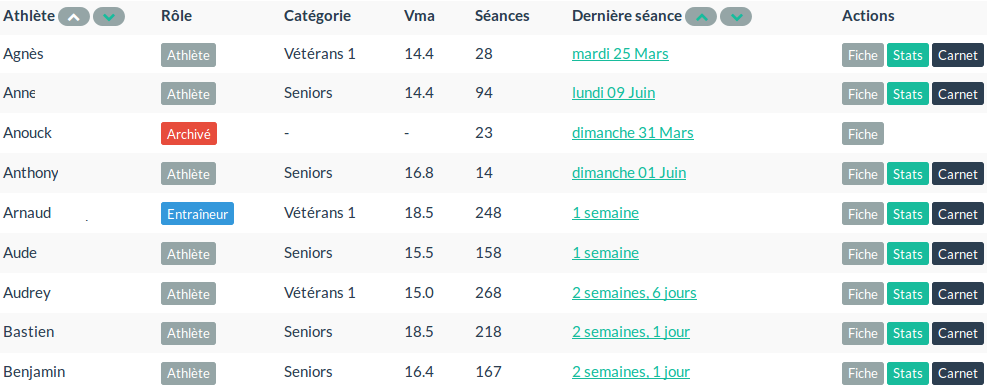 Athlète Rôle Catégorie Vma Séances Dernière séance Actions
Agnès Athlète Vétérans 1 14.4 28 mardi 25 Mars Fiche Stats Carnet
Anne Athlète Seniors 14.4 94 lundi 09 Juin Fiche Stats Carnet
Anouck Archivé - - 23 dimanche 31 Mars Fiche
Anthony Athlète Seniors 16.8 14 dimanche 01 Juin Fiche Stats Carnet
Arnaud Entraîneur Vétérans 1 18.5 248 1 semaine Fiche Stats Carnet
Aude Athlète Seniors 15.5 158 1 semaine Fiche Stats Carnet
Audrey Athlète Vétérans 1 15.0 268 2 semaines, 6 jours Fiche Stats Carnet
Bastien Athlète Seniors 18.5 218 2 semaines, 1 jour Fiche Stats Carnet
Benjamin Athlète Seniors 16.4 167 2 semaines, 1 jour Fiche Stats Carnet